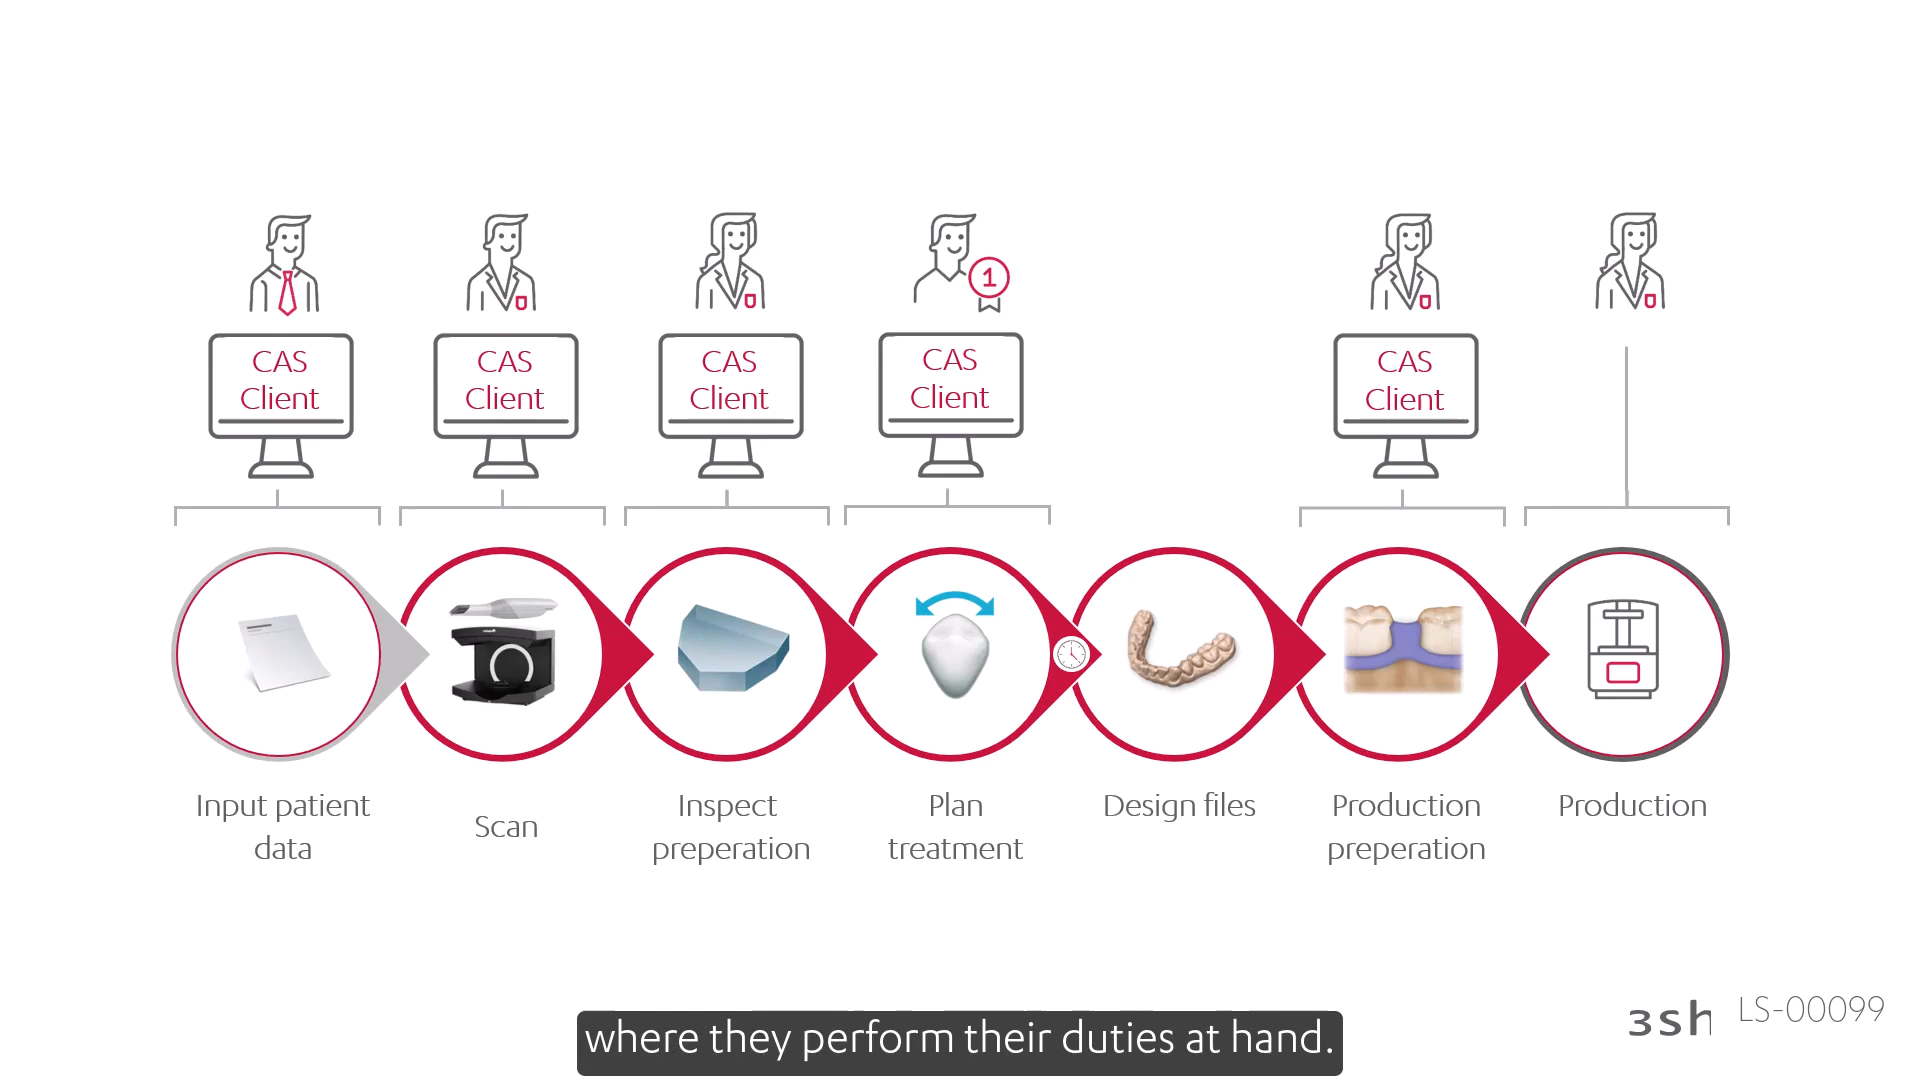 1
CAS
Client
CAS
Client
CAS
Client
CAS
Client
CAS
Client
Input patient
data
Scan
Inspect
preperation
Plan
treatment
Design files
Production
preperation
Production
3sh
LS-00099
where they perform their duties at hand.